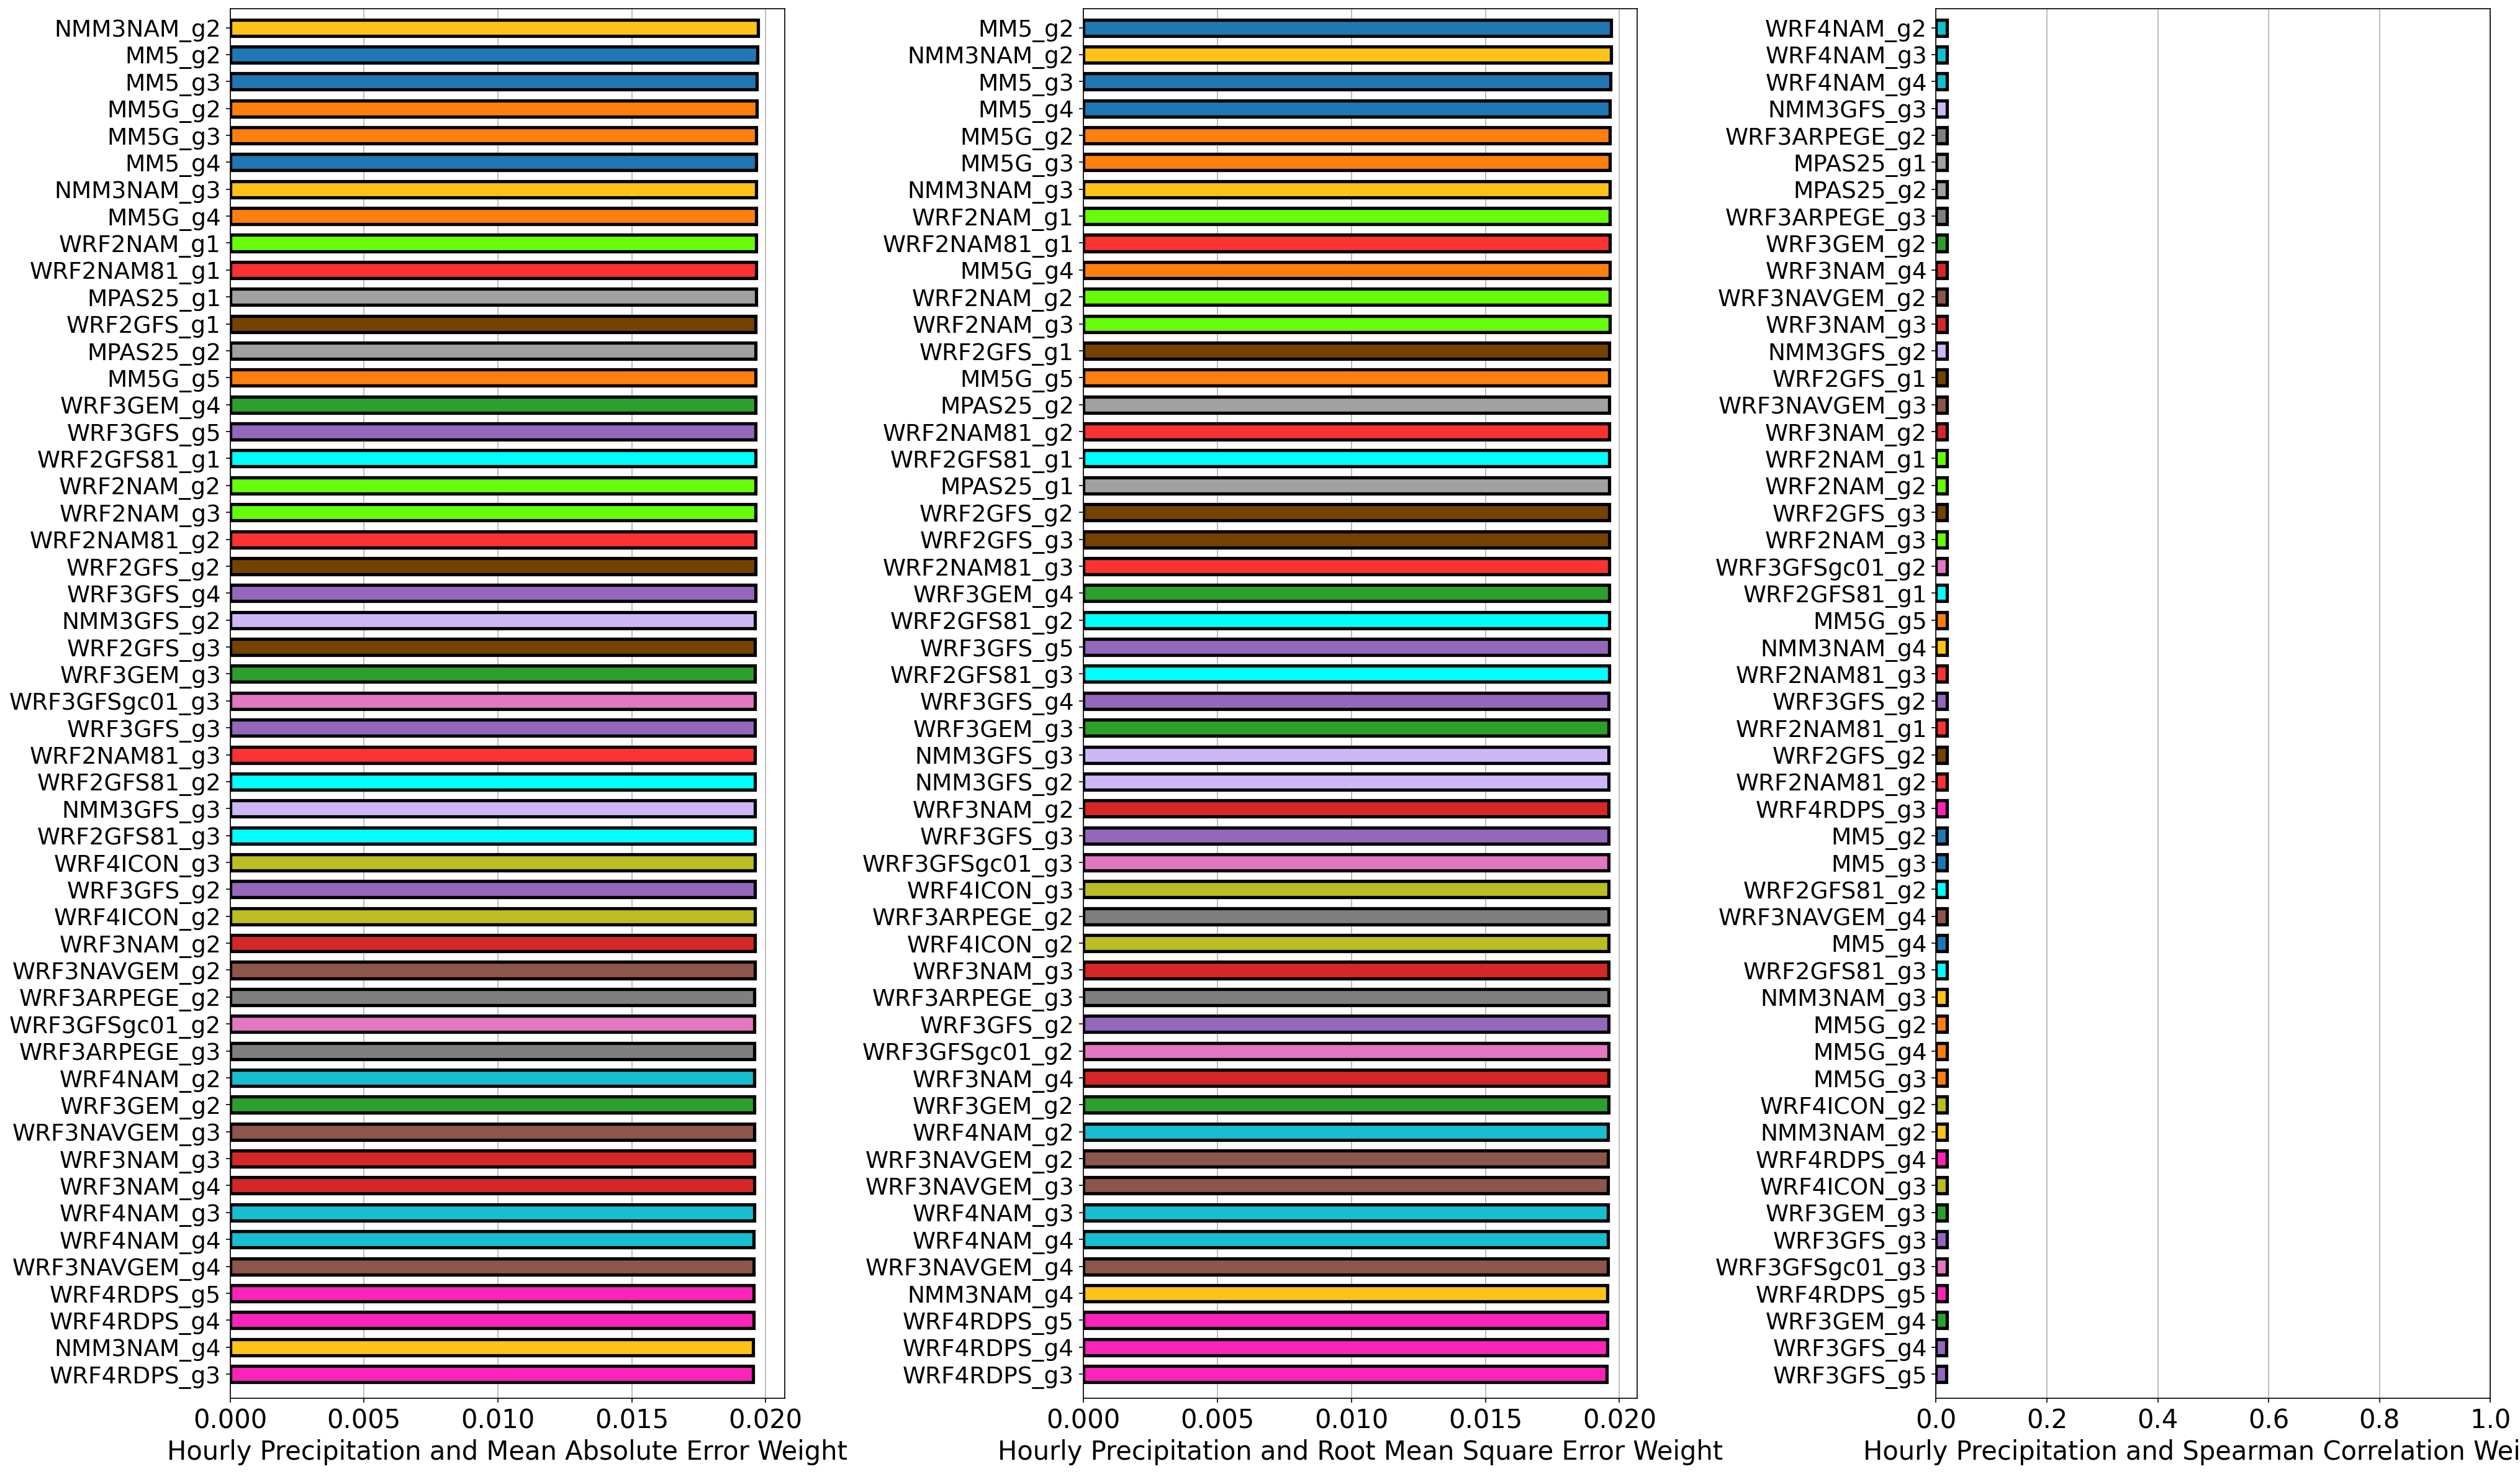 NMM3NAM_g2
MM5_g2
MM5_g3
MM5G_g2
MM5G_g3
MM5_g4
NMM3NAM_g3
MM5G_g4
WRF2NAM_g1
WRF2NAM81_g1
MPAS25_g1
WRF2GFS_g1
MPAS25_g2
MM5G_g5
WRF3GEM_g4
WRF3GFS_g5
WRF2GFS81_g1
WRF2NAM_g2
WRF2NAM_g3
WRF2NAM81_g2
WRF2GFS_g2
WRF3GFS_g4
NMM3GFS_g2
WRF2GFS_g3
WRF3GEM_g3
WRF3GFSgc01_g3
WRF3GFS_g3
WRF2NAM81_g3
WRF2GFS81_g2
NMM3GFS_g3
WRF2GFS81_g3
WRF4ICON_g3
WRF3GFS_g2
WRF4ICON_g2
WRF3NAM_g2
WRF3NAVGEM_g2
WRF3ARPEGE_g2
WRF3GFSgc01_g2
WRF3ARPEGE_g3
WRF4NAM_g2
WRF3GEM_g2
WRF3NAVGEM_g3
WRF3NAM_g3
WRF3NAM_g4
WRF4NAM_g3
WRF4NAM_g4
WRF3NAVGEM_g4
WRF4RDPS_g5
WRF4RDPS_g4
NMM3NAM_g4
WRF4RDPS_g3
0.000 0.005 0.010 0.015 0.020
Hourly Precipitation and Mean Absolute Error Weight
MM5_g2
NMM3NAM_g2
MM5_g3
MM5_g4
MM5G_g2
MM5G_g3
NMM3NAM_g3
WRF2NAM_g1
WRF2NAM81_g1
MM5G_g4
WRF2NAM_g2
WRF2NAM_g3
WRF2GFS_g1
MM5G_g5
MPAS25_g2
WRF2NAM81_g2
WRF2GFS81_g1
MPAS25_g1
WRF2GFS_g2
WRF2GFS_g3
WRF2NAM81_g3
WRF3GEM_g4
WRF2GFS81_g2
WRF3GFS_g5
WRF2GFS81_g3
WRF3GFS_g4
WRF3GEM_g3
NMM3GFS_g3
NMM3GFS_g2
WRF3NAM_g2
WRF3GFS_g3
WRF3GFSgc01_g3
WRF4ICON_g3
WRF3ARPEGE_g2
WRF4ICON_g2
WRF3NAM_g3
WRF3ARPEGE_g3
WRF3GFS_g2
WRF3GFSgc01_g2
WRF3NAM_g4
WRF3GEM_g2
WRF4NAM_g2
WRF3NAVGEM_g2
WRF3NAVGEM_g3
WRF4NAM_g3
WRF4NAM_g4
WRF3NAVGEM_g4
NMM3NAM_g4
WRF4RDPS_g5
WRF4RDPS_g4
WRF4RDPS_g3
0.000 0.005 0.010 0.015 0.020
Hourly Precipitation and Root Mean Square Error Weight
WRF4NAM_g2
WRF4NAM_g3
WRF4NAM_g4
NMM3GFS_g3
WRF3ARPEGE_g2
MPAS25_g1
MPAS25_g2
WRF3ARPEGE_g3
WRF3GEM_g2
WRF3NAM_g4
WRF3NAVGEM_g2
WRF3NAM_g3
NMM3GFS_g2
WRF2GFS_g1
WRF3NAVGEM_g3
WRF3NAM_g2
WRF2NAM_g1
WRF2NAM_g2
WRF2GFS_g3
WRF2NAM_g3
WRF3GFSgc01_g2
WRF2GFS81_g1
MM5G_g5
NMM3NAM_g4
WRF2NAM81_g3
WRF3GFS_g2
WRF2NAM81_g1
WRF2GFS_g2
WRF2NAM81_g2
WRF4RDPS_g3
MM5_g2
MM5_g3
WRF2GFS81_g2
WRF3NAVGEM_g4
MM5_g4
WRF2GFS81_g3
NMM3NAM_g3
MM5G_g2
MM5G_g4
MM5G_g3
WRF4ICON_g2
NMM3NAM_g2
WRF4RDPS_g4
WRF4ICON_g3
WRF3GEM_g3
WRF3GFS_g3
WRF3GFSgc01_g3
WRF4RDPS_g5
WRF3GEM_g4
WRF3GFS_g4
WRF3GFS_g5
0.0 0.2 0.4 0.6 0.8 1.0
Hourly Precipitation and Spearman Correlation Wei